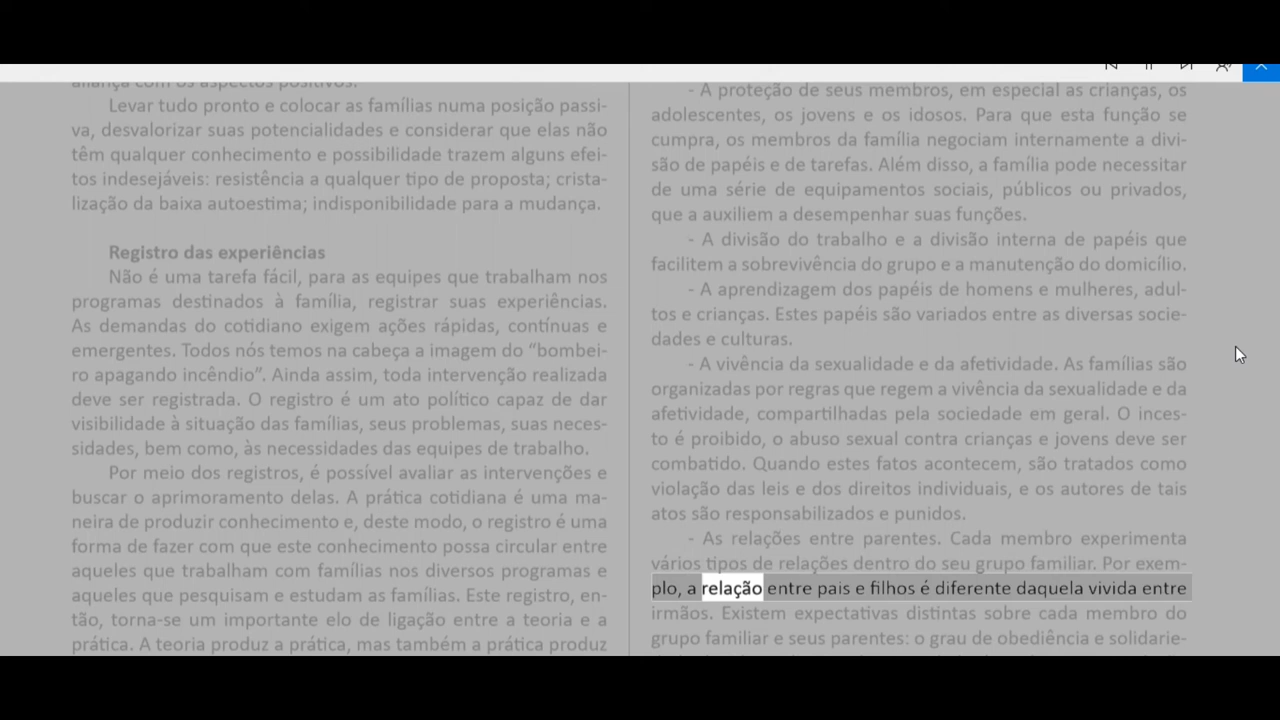 aliança com os aspectos positivos.
Levar tudo pronto e colocar as famílias numa posição passi-
va, desvalorizar suas potencialidades e considerar que elas não
têm qualquer conhecimento e possibilidade trazem alguns efei-
tos indesejáveis: resistência a qualquer tipo de proposta; crista-
lização da baixa autoestima; indisponibilidade para a mudança.
Registro das experiências
Não é uma tarefa fácil, para as equipes que trabalham nos
programas destinados à família, registrar suas experiências.
As demandas do cotidiano exigem ações rápidas, contínuas e
emergentes. Todos nós temos na cabeça a imagem do “bombei-
ro apagando incêndio”. Ainda assim, toda intervenção realizada
deve ser registrada. O registro é um ato político capaz de dar
visibilidade à situação das famílias, seus problemas, suas neces-
sidades, bem como, às necessidades das equipes de trabalho.
Por meio dos registros, é possível avaliar as intervenções e
buscar o aprimoramento delas. A prática cotidiana é uma ma-
neira de produzir conhecimento e, deste modo, o registro é uma
forma de fazer com que este conhecimento possa circular entre
aqueles que trabalham com famílias nos diversos programas e
aqueles que pesquisam e estudam as famílias. Este registro, en-
tão, torna-se um importante elo de ligação entre a teoria e a
prática. A teoria produz a prática, mas também a prática produz
- A proteção de seus membros, em especial as crianças, os
adolescentes, os jovens e os idosos. Para que esta função se
cumpra, os membros da família negociam internamente a divi-
são de papéis e de tarefas. Além disso, a família pode necessitar
de uma série de equipamentos sociais, públicos ou privados,
que a auxiliem a desempenhar suas funções.
- A divisão do trabalho e a divisão interna de papéis que
facilitem a sobrevivência do grupo e a manutenção do domicílio.
- A aprendizagem dos papéis de homens e mulheres, adul-
tos e crianças. Estes papéis são variados entre as diversas socie-
dades e culturas.
- A vivência da sexualidade e da afetividade. As famílias são
organizadas por regras que regem a vivência da sexualidade e da
afetividade, compartilhadas pela sociedade em geral. O inces-
to é proibido, o abuso sexual contra crianças e jovens deve ser
combatido. Quando estes fatos acontecem, são tratados como
violação das leis e dos direitos individuais, e os autores de tais
atos são responsabilizados e punidos.
- As relações entre parentes. Cada membro experimenta
vários tipos de relações dentro do seu grupo familiar. Por exem-
plo, a relação entre pais e filhos é diferente daquela vivida entre
irmãos. Existem expectativas distintas sobre cada membro do
grupo familiar e seus parentes: o grau de obediência e solidarie-